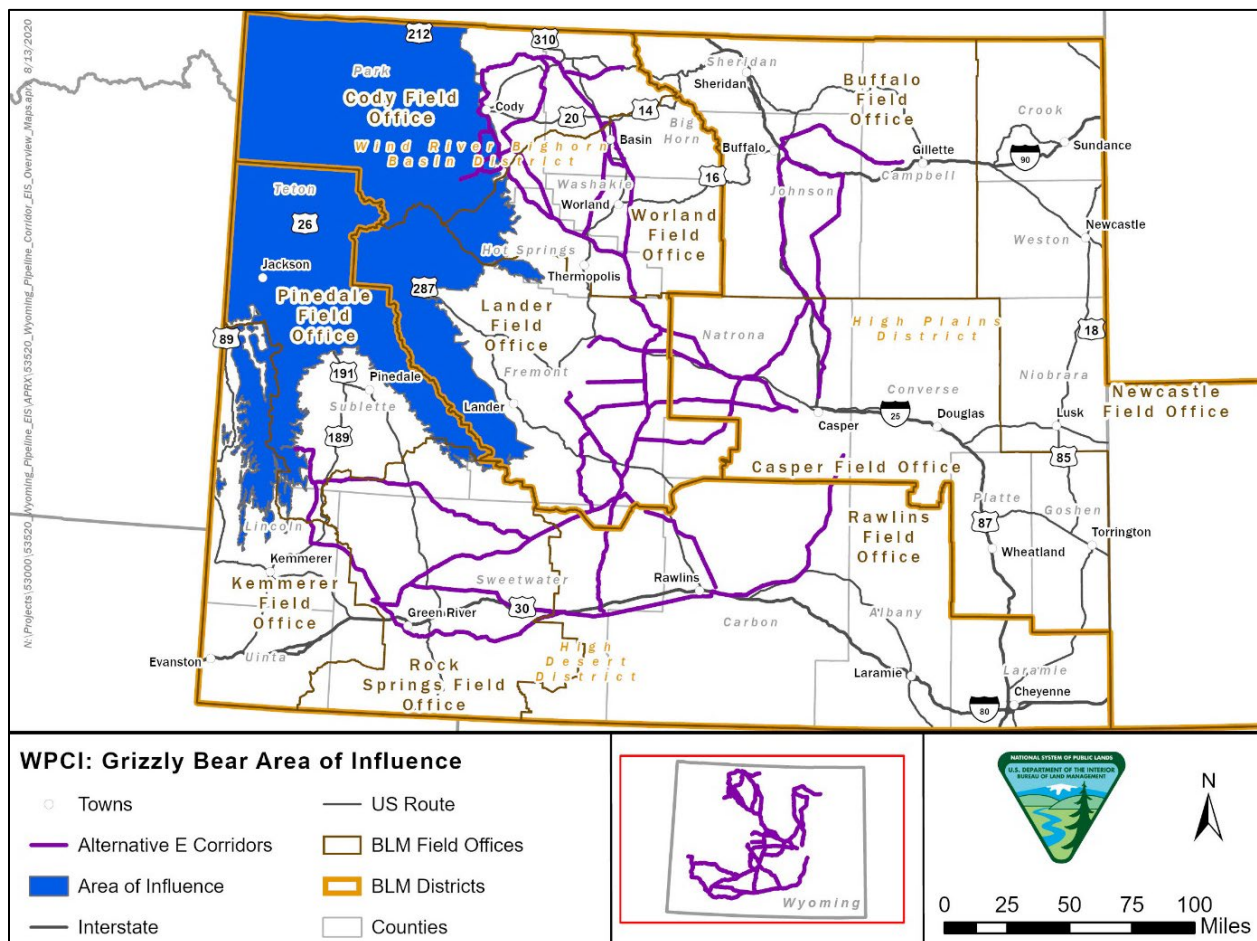 N:\Projects\53000\53520_Wyoming_Pipeline_EIS\APRX\53520_Wyoming_Pipeline_Corridor_EIS_Overview_Maps.aprx 8/13/2020
212
310
Park
Sheridan
Sheridan
Cody Field
Office
Buffalo
Field
Office
Crook
Cody
20
14
Big
Horn
Basin
Buffalo
Gillette
90
Sundance
Wind River Bighorn
Basin District
16
Johnson
Campbell
Teton
26
Washakie
Worland
Worland
Field
Office
Newcastle
Weston
Hot Springs
Thermopolis
Jackson
Pinedale
Field
Office
287
Lander
Field
Office
Natrona
High Plains
District
18
89
191
Pinedale
Fremont
Converse
Niobrara
Newcastle
Field Office
Sublette
Lander
Casper
25
Douglas
Lusk
189
85
Casper Field Office
Lincoln
Rawlins
Field
Office
Platte
87
Goshen
Torrington
Wheatland
Kemmerer
Kemmerer
Field
Office
Sweetwater
Rawlins
Green River
30
Carbon
Albany
Evanston
Uinta
Rock
Springs Field
Office
High
Desert
District
Laramie
Laramie
Cheyenne
80
WPCI: Grizzly Bear Area of Influence
Towns
US Route
Alternative E Corridors
BLM Field Offices
Area of Influence
BLM Districts
Interstate
Counties
Wyoming
NATIONAL SYSTEM OF PUBLIC LANDS
U.S. DEPARTMENT OF THE INTERIOR
BUREAU OF LAND MANAGEMENT
N
0 12.5 25 50 75 100
Miles